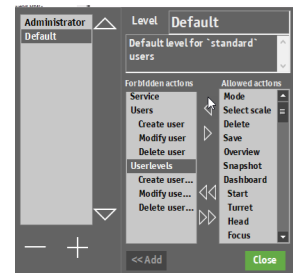 Administrator
Default
Level Default
Default level for `standard`
users
Forbidden actions
Service
Users
Create user
Modify user
Delete user
Userlevels
Create user...
Modify use...
Delete user...
Allowed actions
Mode
Select scale
Delete
Save
Overview
Snapshot
Dashboard
Start
Turret
Head
Focus
<<Add
Close